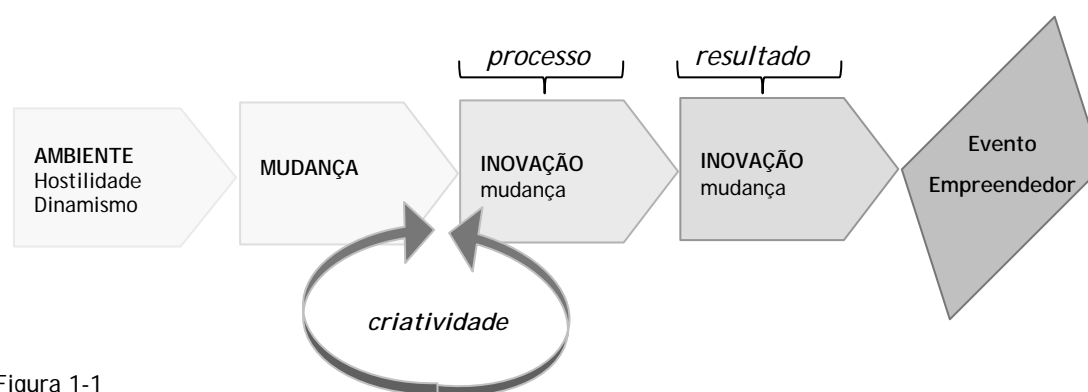 processo
resultado
AMBIENTE
Hostilidade
Dinamismo
MUDANÇA
INOVAÇÃO
mudança
INOVAÇÃO
mudança
Evento
Empreendedor
criatividade
Figura 1-1